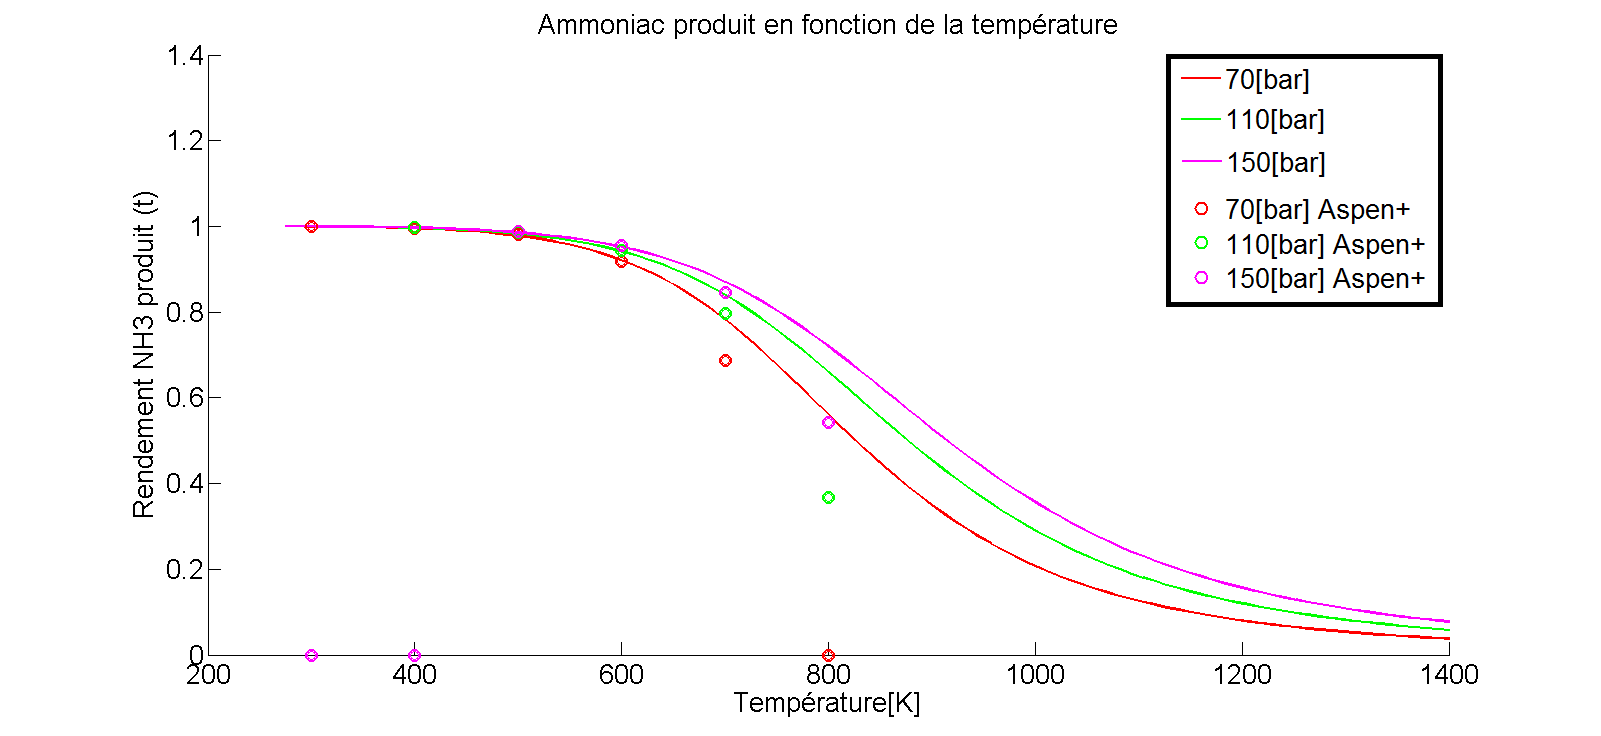 Ammoniac produit en fonction de la température
1.4
1.2
1
0.8
0.6
0.4
0.2
0
Rendement NH3 produit (t)
200
400
600
800
1000
1200
1400
Température[K]
70[bar]
110[bar]
150[bar]
70[bar] Aspen+
110[bar] Aspen+
150[bar] Aspen+